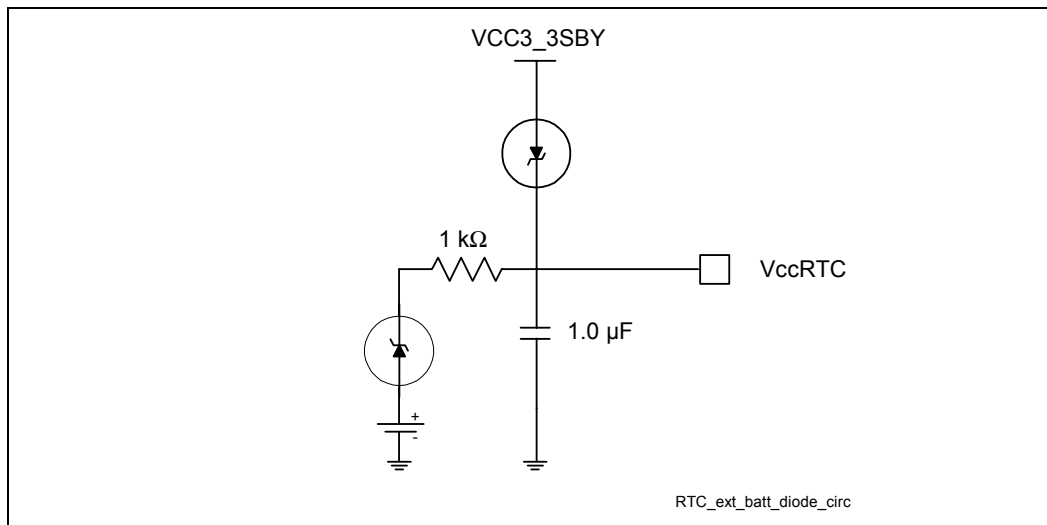 VCC3_3SBY
1 kΩ
VccRTC
1.0 µF
+
-
RTC_ext_batt_diode_circ